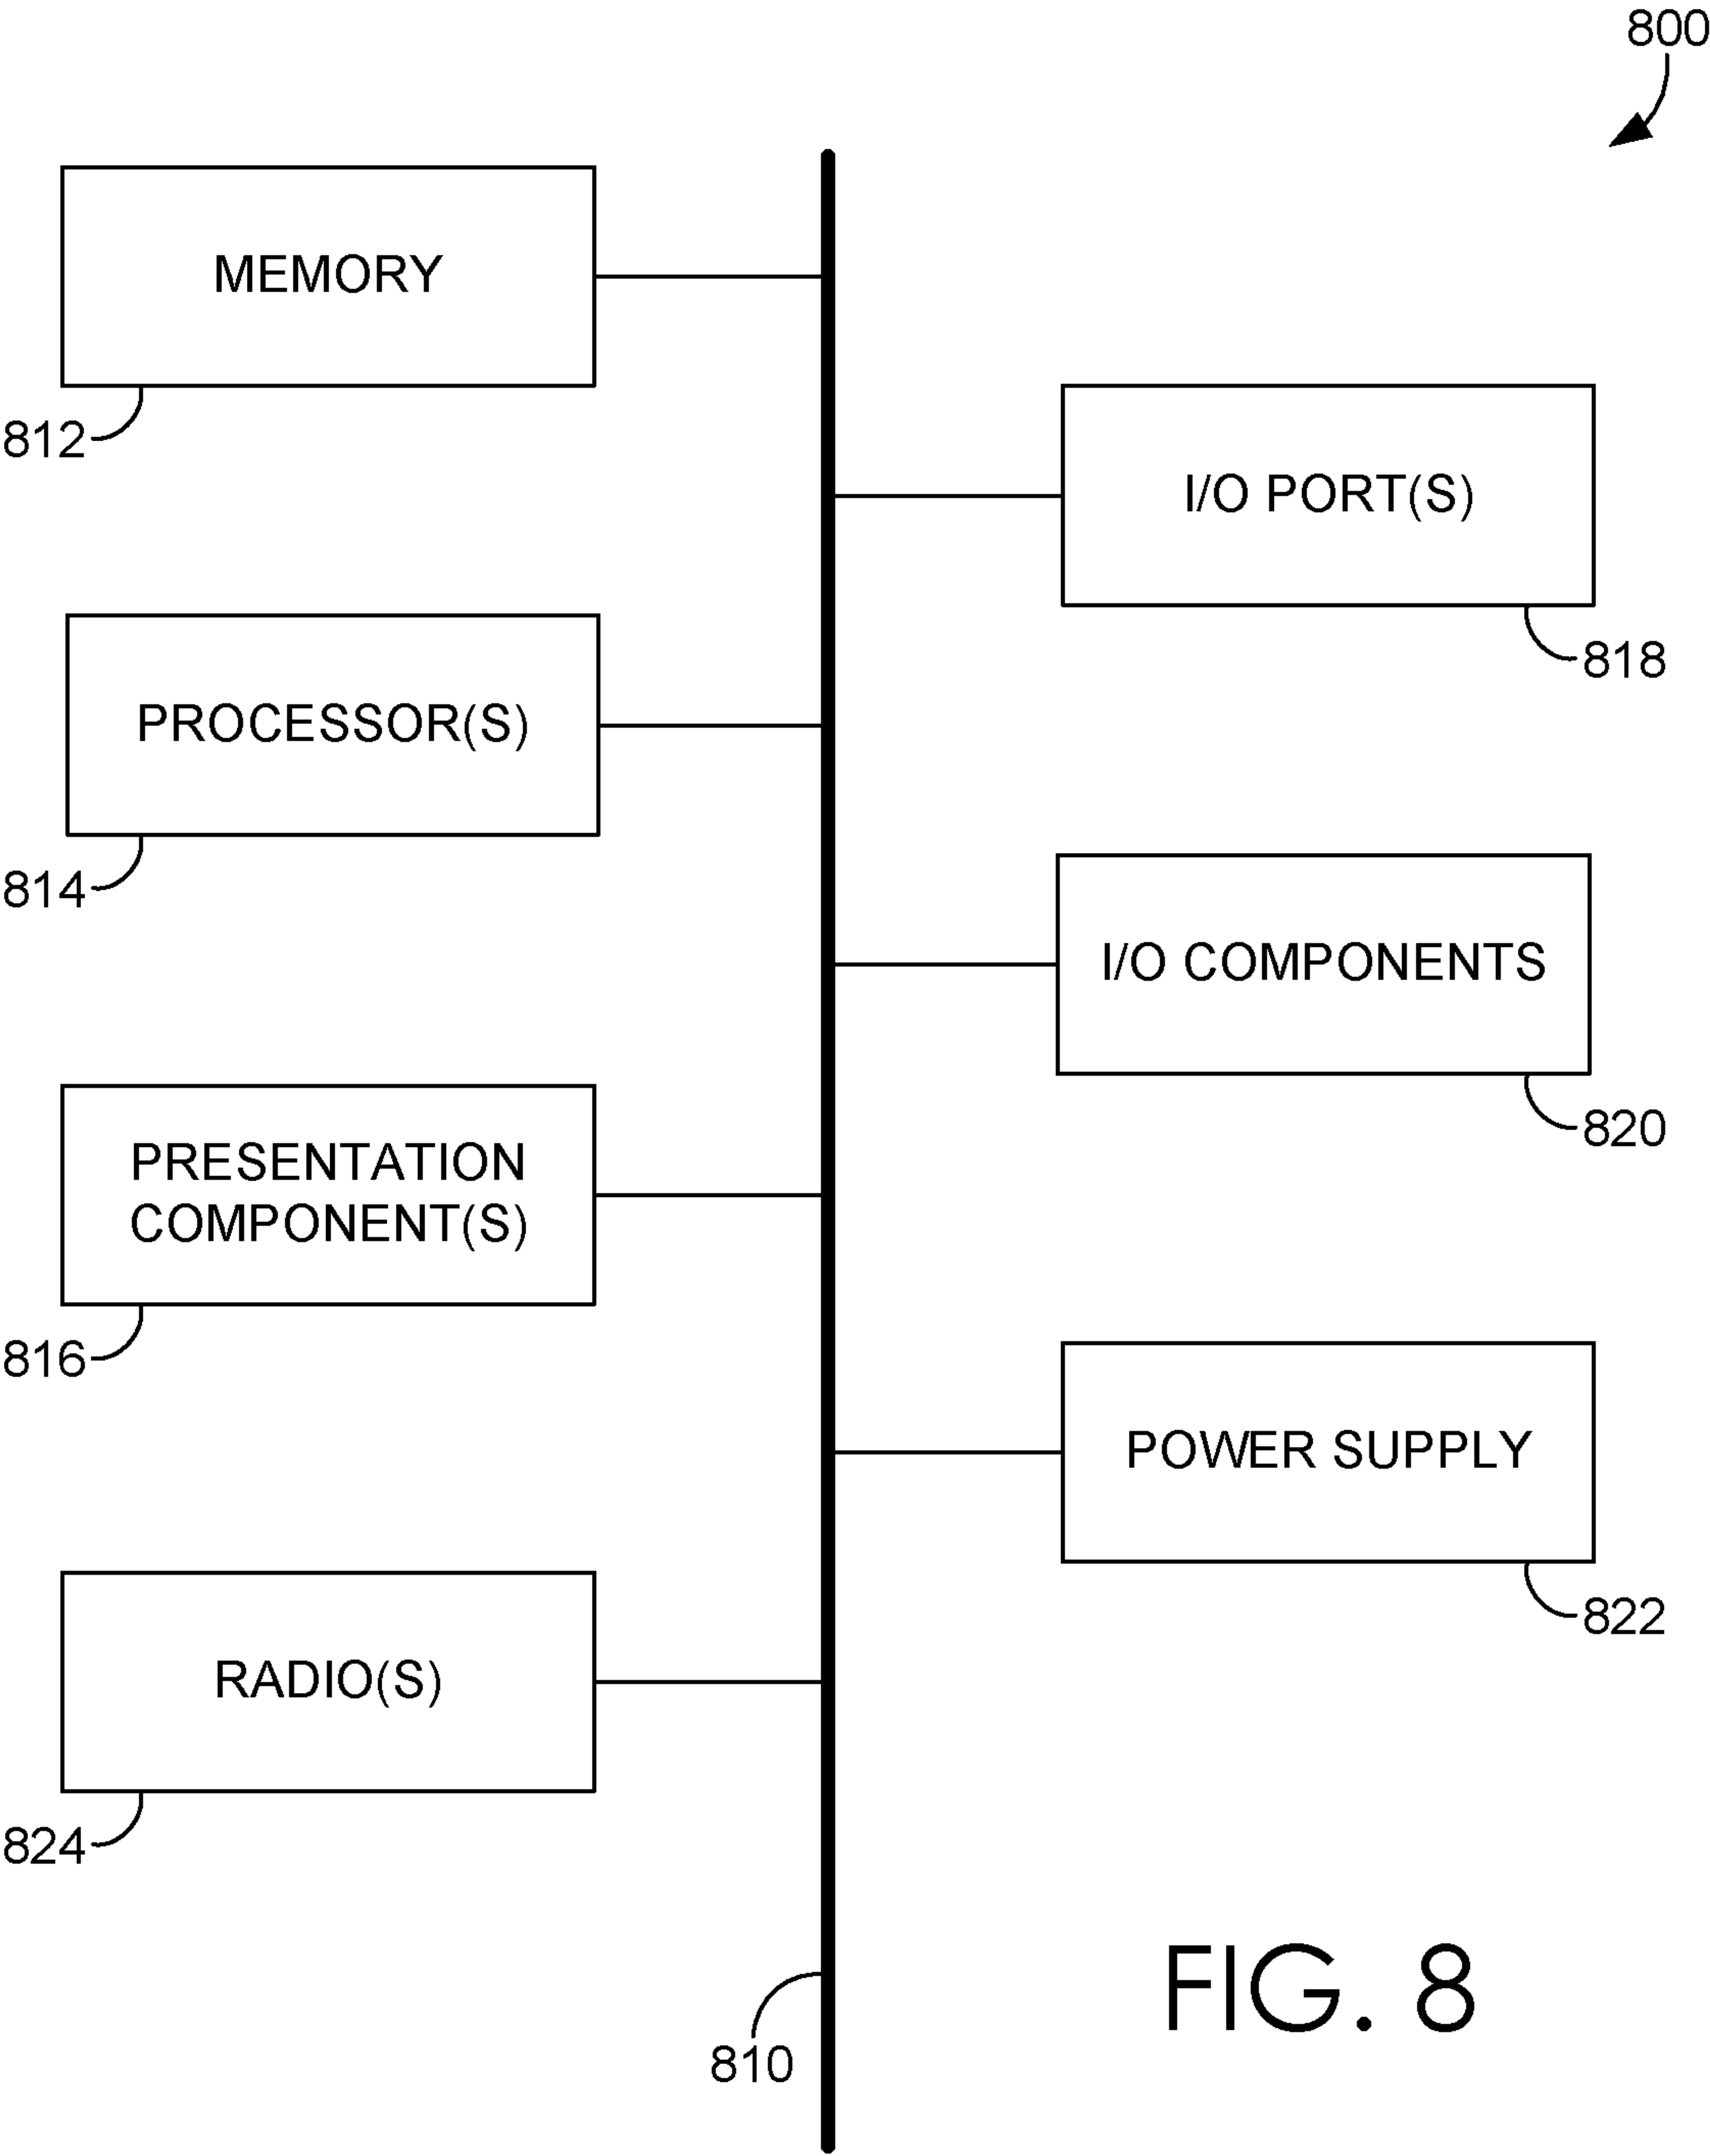 800
MEMORY
812
I/O PORT(S)
818
PROCESSOR(S)
814
I/O COMPONENTS
820
PRESENTATION
COMPONENT(S)
816
POWER SUPPLY
822
RADIO(S)
824
810
FIG. 8